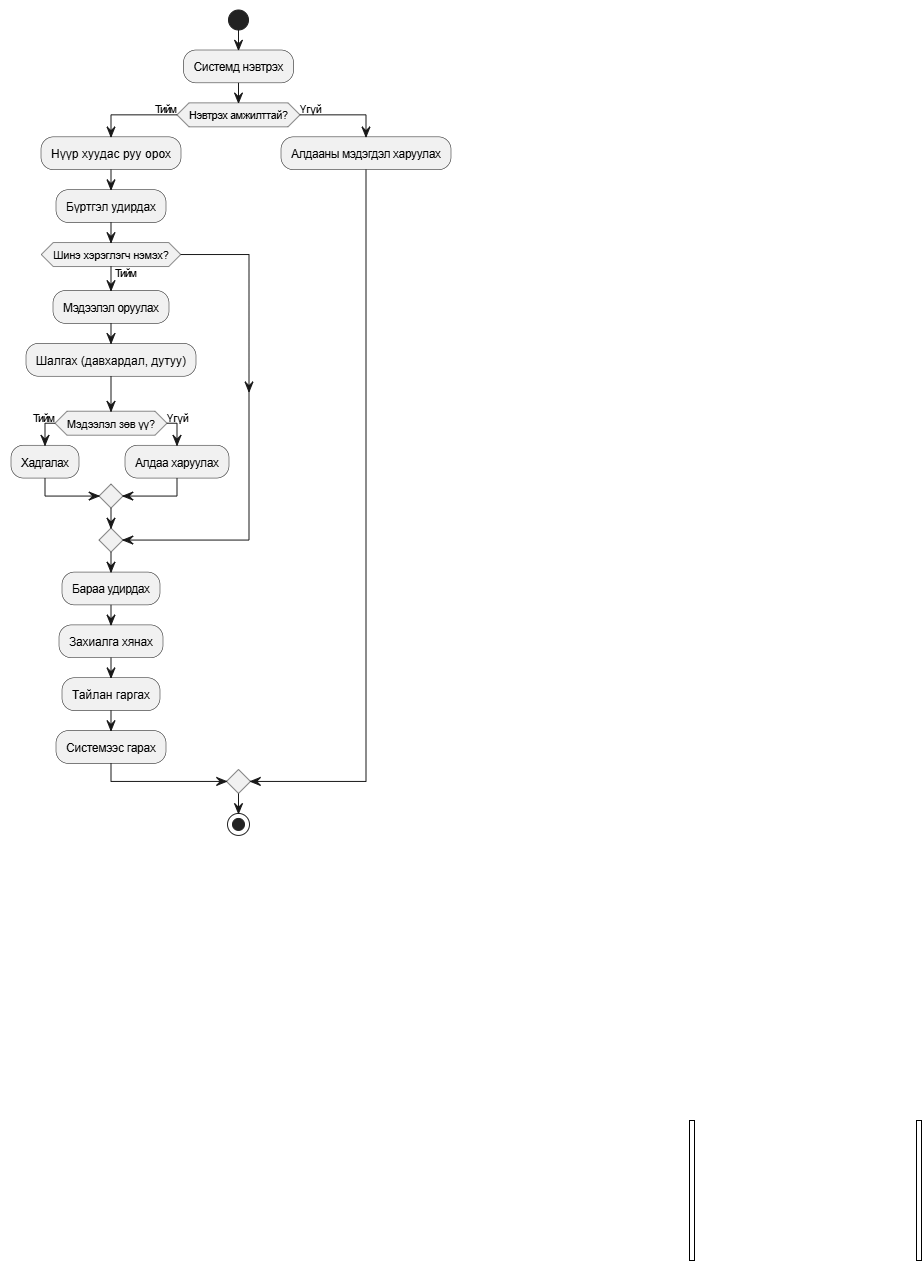 Системд нэвтрэх
Тийм
Нэвтрэх амжилттай?
Үгүй
Нүүр хуудас руу орох
Алдааны мэдэгдэл харуулах
Бүртгэл удирдах
Шинэ хэрэглэгч нэмэх?
Тийм
Мэдээлэл оруулах
Шалгах (давхардал, дутуу)
Тийм
Мэдээлэл зөв үү?
Үгүй
Хадгалах
Алдаа харуулах
Бараа удирдах
Захиалга хянах
Тайлан гаргах
Системээс гарах